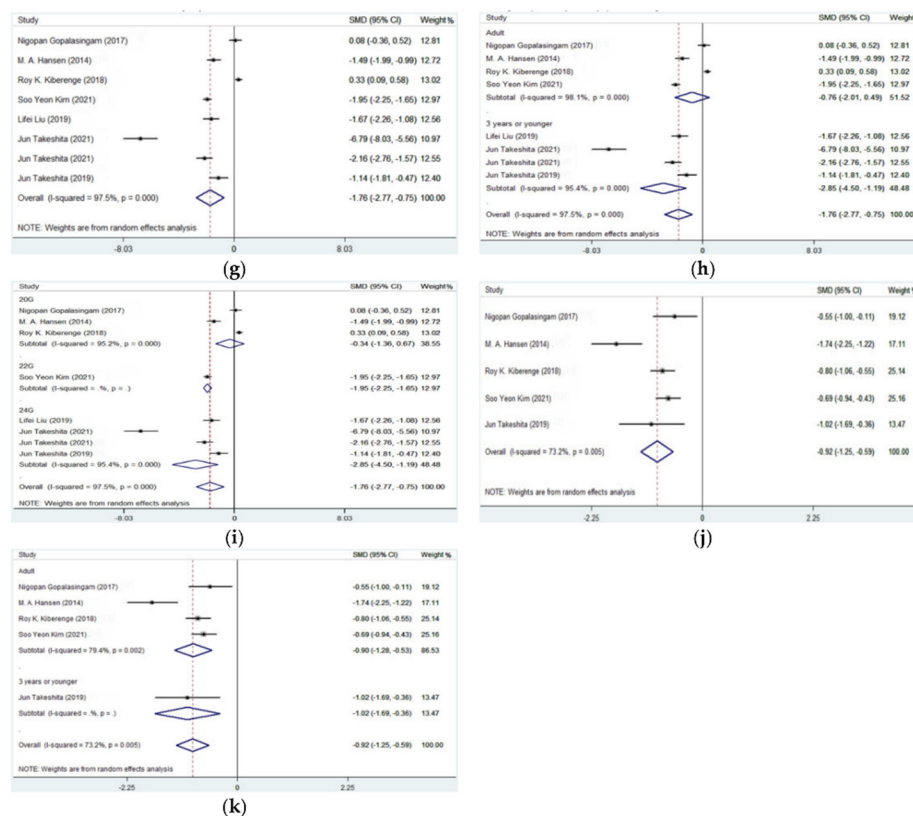 Study SMD (95% CI) Weight%
Nigopan Gopalasingam (2017) 0.08 (-0.36, 0.52) 12.81
M. A. Hansen (2014) -1.49 (-1.99, -0.99) 12.72
Roy K. Kiberenge (2018) 0.33 (0.09, 0.58) 13.02
Soo Yeon Kim (2021) -1.95 (-2.25, -1.65) 12.97
Lifei Liu (2019) -1.67 (-2.26, -1.08) 12.56
Jun Takeshita (2021) -6.79 (-8.03, -5.56) 10.97
Jun Takeshita (2021) -2.16 (-2.76, -1.57) 12.55
Jun Takeshita (2019) -1.14 (-1.81, -0.47) 12.40
Overall (I-squared = 97.5%, p = 0.000) -1.76 (-2.77, -0.75) 100.00
NOTE: Weights are from random effects analysis
-8.03 0 8.03
(g)
Study SMD (95% CI) Weight%
Adult
Nigopan Gopalasingam (2017) 0.08 (-0.36, 0.52) 12.81
M. A. Hansen (2014) -1.49 (-1.99, -0.99) 12.72
Roy K. Kiberenge (2018) 0.33 (0.09, 0.58) 13.02
Soo Yeon Kim (2021) -1.95 (-2.25, -1.65) 12.97
Subtotal (I-squared = 98.1%, p = 0.000) -0.76 (-2.01, 0.49) 51.52
.
3 years or younger
Lifei Liu (2019) -1.67 (-2.26, -1.08) 12.56
Jun Takeshita (2021) -6.79 (-8.03, -5.56) 10.97
Jun Takeshita (2021) -2.16 (-2.76, -1.57) 12.55
Jun Takeshita (2019) -1.14 (-1.81, -0.47) 12.40
Subtotal (I-squared = 95.4%, p = 0.000) -2.85 (-4.50, -1.19) 48.48
.
Overall (I-squared = 97.5%, p = 0.000) -1.76 (-2.77, -0.75) 100.00
NOTE: Weights are from random effects analysis
-8.03 0 8.03
(h)
Study SMD (95% CI) Weight%
20G
Nigopan Gopalasingam (2017) 0.08 (-0.36, 0.52) 12.81
M. A. Hansen (2014) -1.49 (-1.99, -0.99) 12.72
Roy K. Kiberenge (2018) 0.33 (0.09, 0.58) 13.02
Subtotal (I-squared = 95.2%, p = 0.000) -0.34 (-1.36, 0.67) 38.55
.
22G
Soo Yeon Kim (2021) -1.95 (-2.25, -1.65) 12.97
Subtotal (I-squared = .%, p = .) -1.95 (-2.25, -1.65) 12.97
.
24G
Lifei Liu (2019) -1.67 (-2.26, -1.08) 12.56
Jun Takeshita (2021) -6.79 (-8.03, -5.56) 10.97
Jun Takeshita (2021) -2.16 (-2.76, -1.57) 12.55
Jun Takeshita (2019) -1.14 (-1.81, -0.47) 12.40
Subtotal (I-squared = 95.4%, p = 0.000) -2.85 (-4.50, -1.19) 48.48
.
Overall (I-squared = 97.5%, p = 0.000) -1.76 (-2.77, -0.75) 100.00
NOTE: Weights are from random effects analysis
-8.03 0 8.03
(i)
Study SMD (95% CI) Weight %
Nigopan Gopalasingam (2017) -0.55 (-1.00, -0.11) 19.12
M. A. Hansen (2014) -1.74 (-2.25, -1.22) 17.11
Roy K. Kiberenge (2018) -0.80 (-1.06, -0.55) 25.14
Soo Yeon Kim (2021) -0.69 (-0.94, -0.43) 25.16
Jun Takeshita (2019) -1.02 (-1.69, -0.36) 13.47
Overall (I-squared = 73.2%, p = 0.005) -0.92 (-1.25, -0.59) 100.00
NOTE: Weights are from random effects analysis
-2.25 0 2.25
(j)
Study SMD (95% CI) Weight %
Adult
Nigopan Gopalasingam (2017) -0.55 (-1.00, -0.11) 19.12
M. A. Hansen (2014) -1.74 (-2.25, -1.22) 17.11
Roy K. Kiberenge (2018) -0.80 (-1.06, -0.55) 25.14
Soo Yeon Kim (2021) -0.69 (-0.94, -0.43) 25.16
Subtotal (I-squared = 79.4%, p = 0.002) -0.90 (-1.28, -0.53) 86.53
.
3 years or younger
Jun Takeshita (2019) -1.02 (-1.69, -0.36) 13.47
Subtotal (I-squared = .%, p = .) -1.02 (-1.69, -0.36) 13.47
.
Overall (I-squared = 73.2%, p = 0.005) -0.92 (-1.25, -0.59) 100.00
NOTE: Weights are from random effects analysis
-2.25 0 2.25
(k)